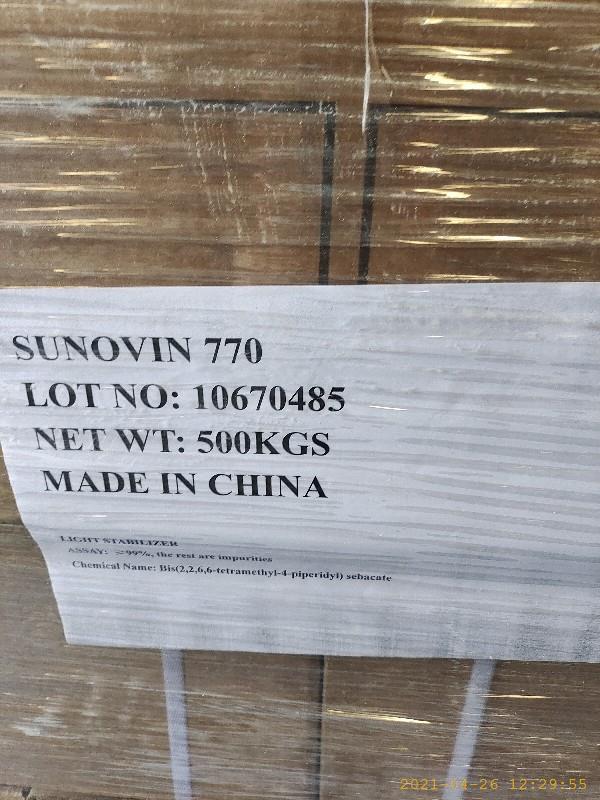 SUNOVIN 770
LOT NO: 10670485
NET WT: 500KGS
MADE IN CHINA
LIGHT STABILIZER
ASSAY: ≥99%, the rest are impurities
Chemical Name: Bis(2,2,6,6-tetramethyl-4-piperidyl) sebacate
2021-04-26 12:29:55